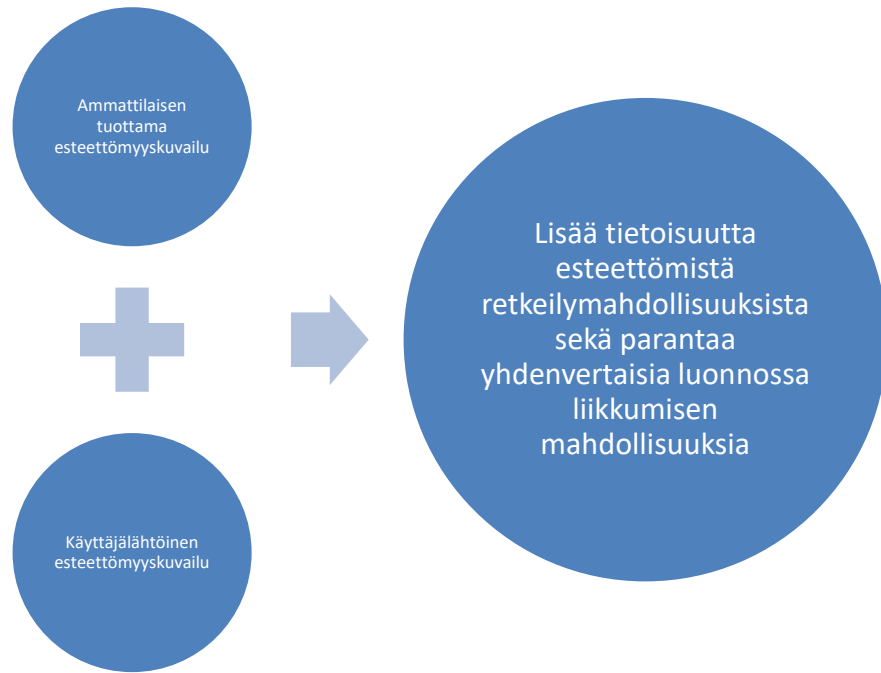 Ammattilaisen
tuottama
esteettömyyskuvailu
Käyttäjälähtöinen
esteettömyyskuvailu
Lisää tietoisuutta
esteettömistä
retkeilymahdollisuuksista
sekä parantaa
yhdenvertaisia luonnossa
liikkumisen
mahdollisuuksia